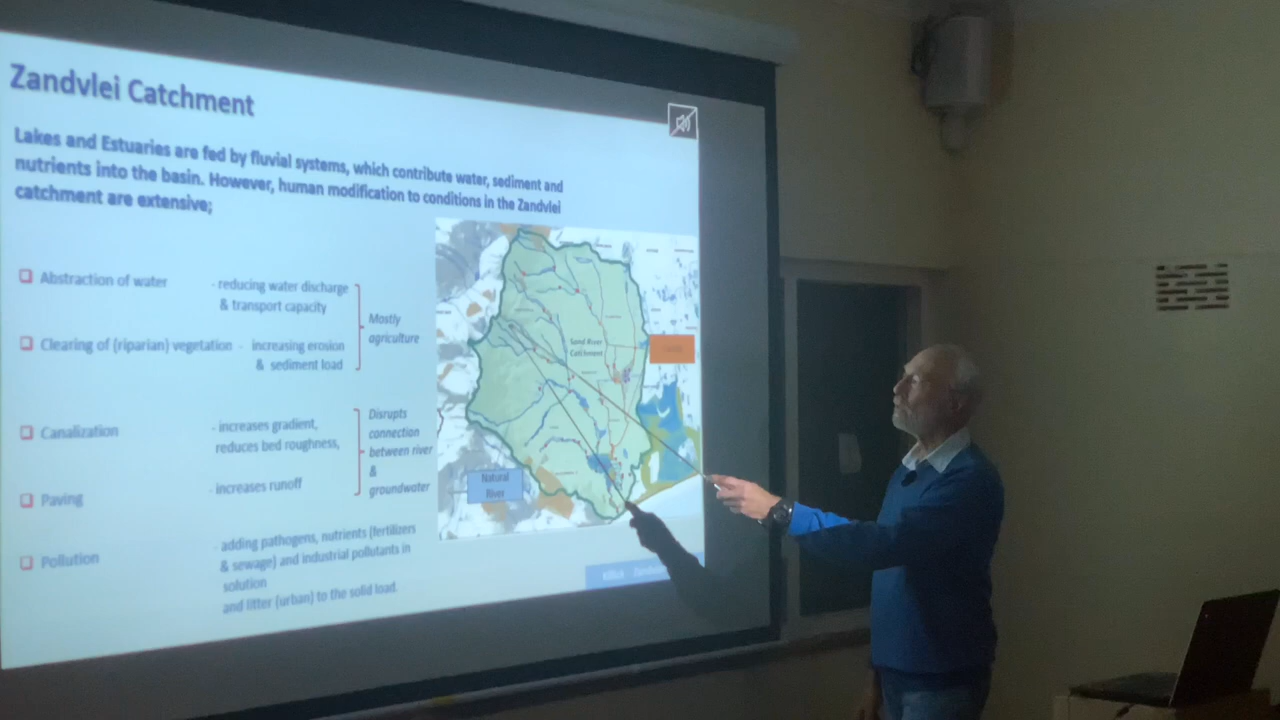 Zandvlei Catchment
Lakes and Estuaries are fed by fluvial systems, which contribute water, sediment and
nutrients into the basin. However, human modification to conditions in the Zandvlei
catchment are extensive;
Abstraction of water - reducing water discharge
& transport capacity
Mostly
agriculture
Clearing of (riparian) vegetation - increasing erosion
& sediment load
Canalization - increases gradient,
reduces bed roughness,
Disrupts
connection
between river
&
groundwater
Paving - increases runoff
Pollution - adding pathogens, nutrients (fertilizers
& sewage) and industrial pollutants in
solution
and litter (urban) to the solid load.
Sand River
Catchment
Natural
River